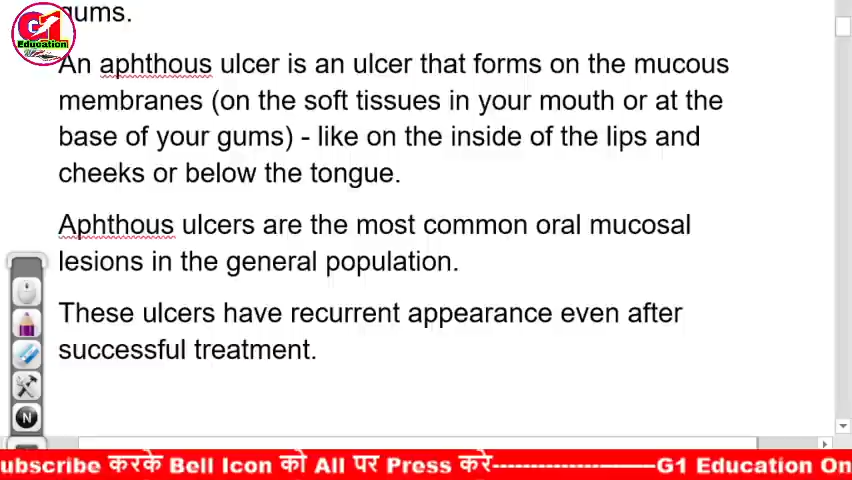 gums.
G1
Education
An aphthous ulcer is an ulcer that forms on the mucous
membranes (on the soft tissues in your mouth or at the
base of your gums) - like on the inside of the lips and
cheeks or below the tongue.
Aphthous ulcers are the most common oral mucosal
lesions in the general population.
These ulcers have recurrent appearance even after
successful treatment.
N
ubscribe करके Bell Icon को All पर Press करे-----------------------G1 Education On